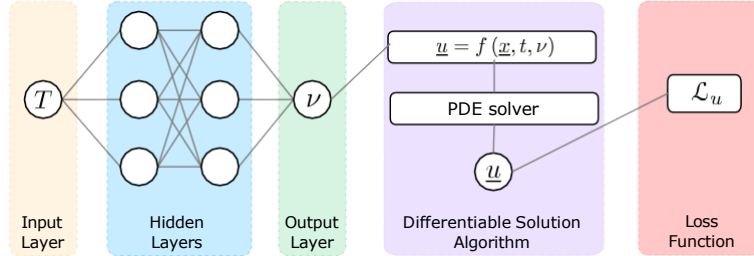 T
ν
u = f (x, t, ν)
PDE solver
u
ℒu
Input
Layer
Hidden
Layers
Output
Layer
Differentiable Solution
Algorithm
Loss
Function